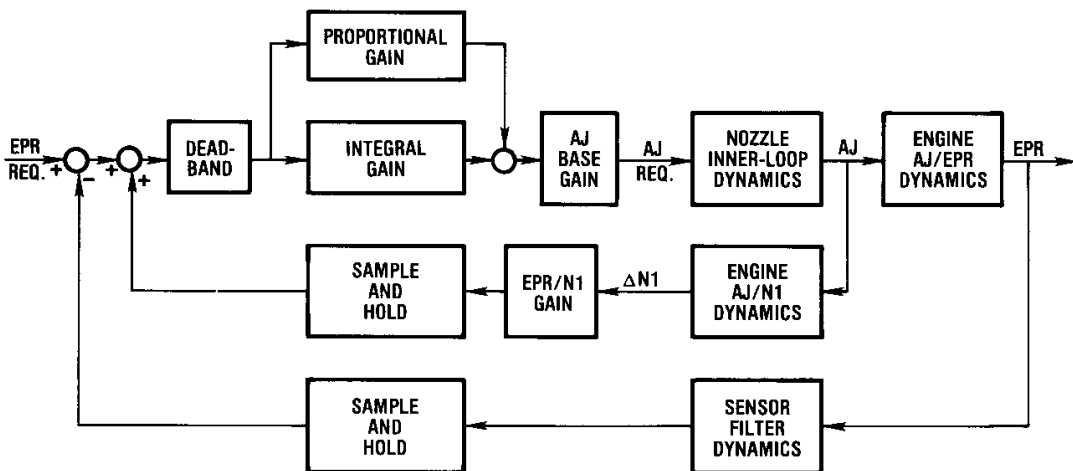 PROPORTIONAL
GAIN
EPR
REQ.
+
−
+
+
DEAD-
BAND
INTEGRAL
GAIN
AJ
BASE
GAIN
AJ
REQ.
NOZZLE
INNER-LOOP
DYNAMICS
AJ
ENGINE
AJ/EPR
DYNAMICS
EPR
SAMPLE
AND
HOLD
EPR/N1
GAIN
ΔN1
ENGINE
AJ/N1
DYNAMICS
SAMPLE
AND
HOLD
SENSOR
FILTER
DYNAMICS